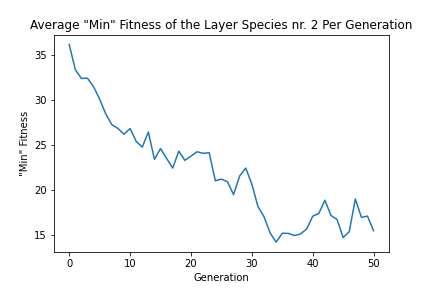 Average "Min" Fitness of the Layer Species nr. 2 Per Generation
35
30
25
20
15
"Min" Fitness
0 10 20 30 40 50
Generation